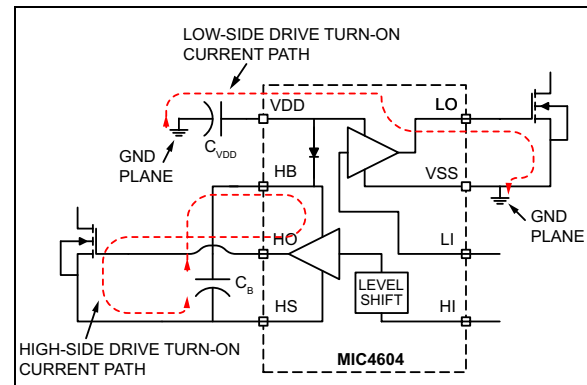 LOW-SIDE DRIVE TURN-ON
CURRENT PATH
VDD
LO
GND
PLANE
CVDD
HB
VSS
GND
PLANE
HO
LI
CB
LEVEL
SHIFT
HS
HI
HIGH-SIDE DRIVE TURN-ON
CURRENT PATH
MIC4604